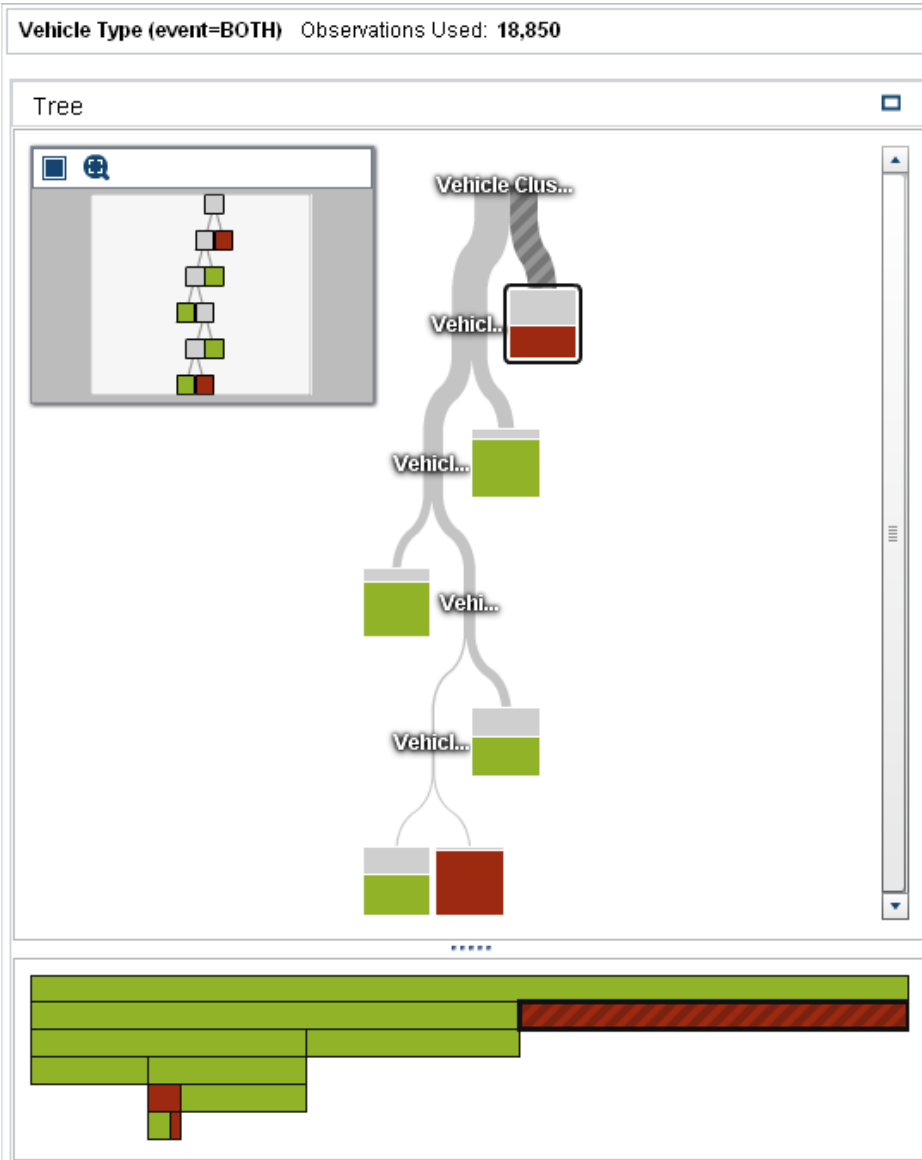 Vehicle Type (event=BOTH) Observations Used: 18,850
Tree
Vehicle Clus...
Vehicl...
Vehicl...
Vehi...
Vehicl...